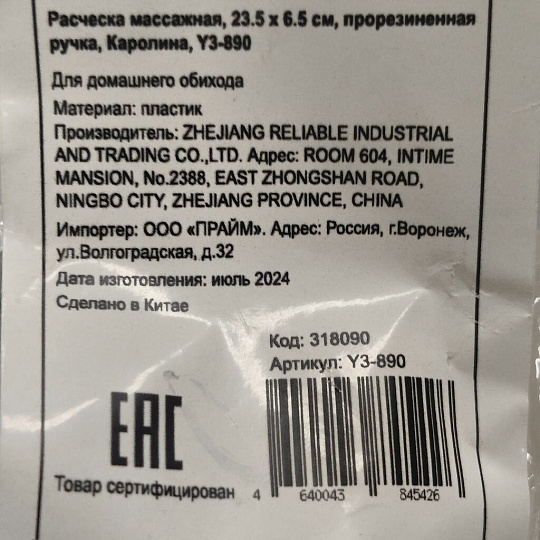 Расческа массажная, 23.5 x 6.5 см, прорезиненная
ручка, Каролина, Y3-890
Для домашнего обихода
Материал: пластик
Производитель: ZHEJIANG RELIABLE INDUSTRIAL
AND TRADING CO.,LTD. Адрес: ROOM 604, INTIME
MANSION, No.2388, EAST ZHONGSHAN ROAD,
NINGBO CITY, ZHEJIANG PROVINCE, CHINA
Импортер: ООО «ПРАЙМ». Адрес: Россия, г.Воронеж,
ул.Волгоградская, д.32
Дата изготовления: июль 2024
Сделано в Китае
Код: 318090
Артикул: Y3-890
EAC
Товар сертифицирован
4 640043 845426